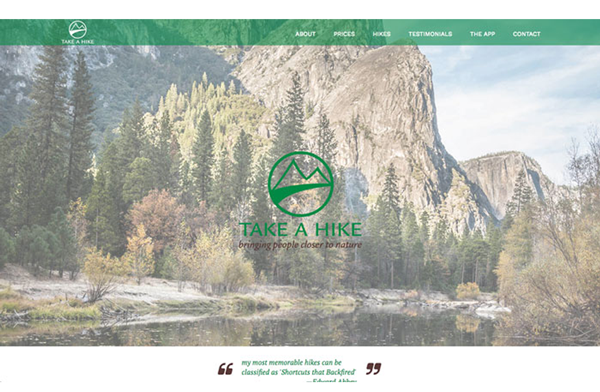 TAKE A HIKE
ABOUT PRICES HIKES TESTIMONIALS THE APP CONTACT
TAKE A HIKE
bringing people closer to nature
“ my most memorable hikes can be ”
classified as 'Shortcuts that Backfired'
—Edward Abbey